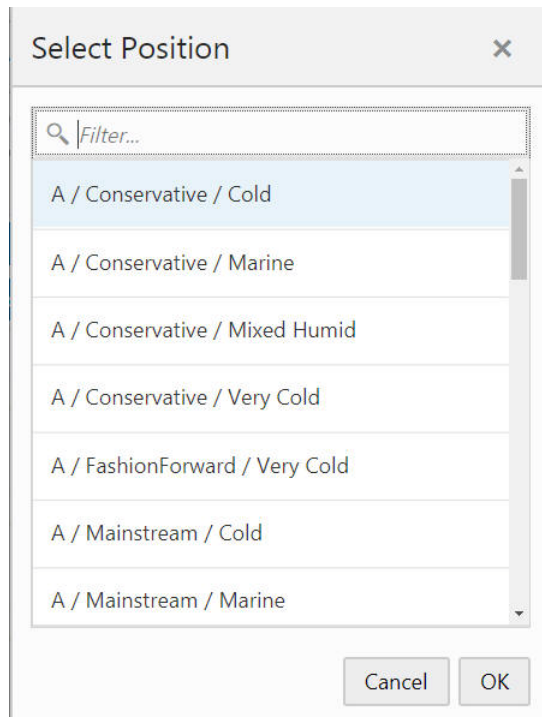 Select Position
Filter...
A / Conservative / Cold
A / Conservative / Marine
A / Conservative / Mixed Humid
A / Conservative / Very Cold
A / FashionForward / Very Cold
A / Mainstream / Cold
A / Mainstream / Marine
Cancel OK